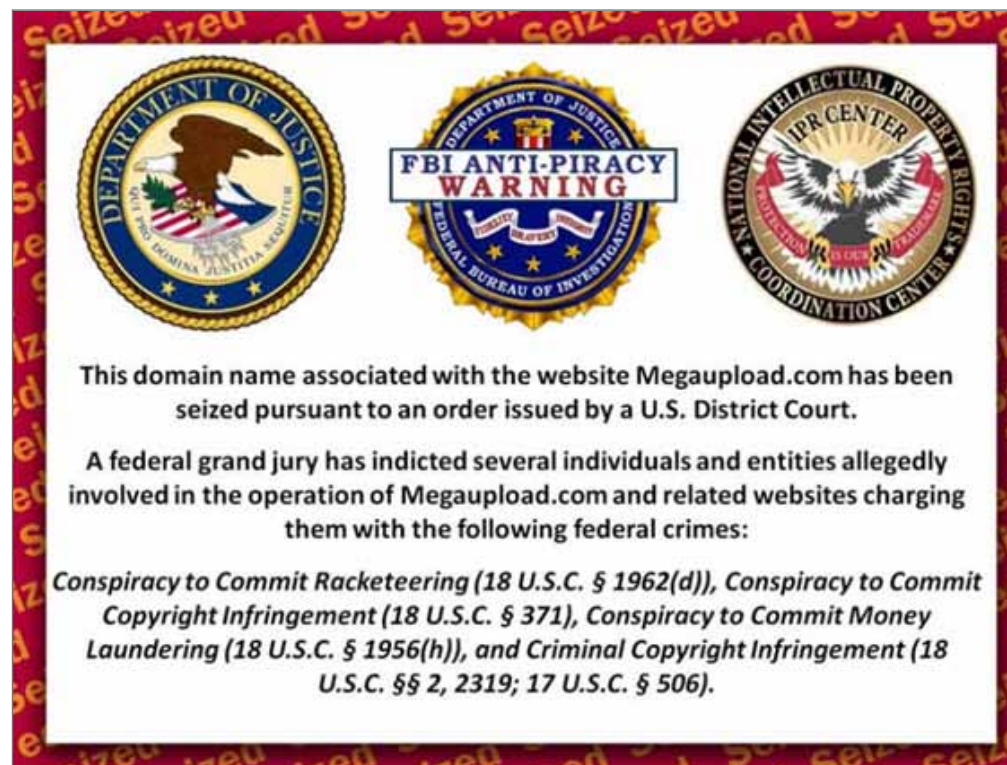 DEPARTMENT OF JUSTICE
QUI PRO DOMINA JUSTITIA SEQUITUR
DEPARTMENT OF JUSTICE
FBI ANTI-PIRACY
WARNING
FIDELITY BRAVERY INTEGRITY
FEDERAL BUREAU OF INVESTIGATION
NATIONAL INTELLECTUAL PROPERTY RIGHTS
IPR CENTER
PROTECTION IS OUR TRADEMARK
COORDINATION CENTER
This domain name associated with the website Megaupload.com has been
seized pursuant to an order issued by a U.S. District Court.
A federal grand jury has indicted several individuals and entities allegedly
involved in the operation of Megaupload.com and related websites charging
them with the following federal crimes:
Conspiracy to Commit Racketeering (18 U.S.C. § 1962(d)), Conspiracy to Commit
Copyright Infringement (18 U.S.C. § 371), Conspiracy to Commit Money
Laundering (18 U.S.C. § 1956(h)), and Criminal Copyright Infringement (18
U.S.C. §§ 2, 2319; 17 U.S.C. § 506).
Seized Seized Seized Seized Seized